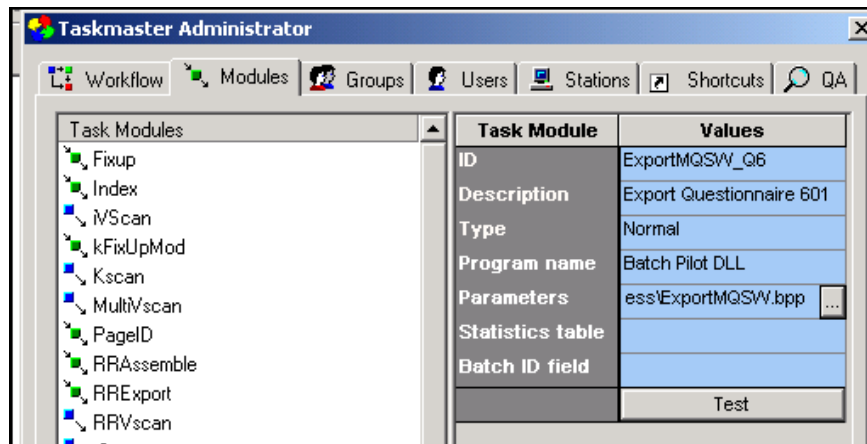 Taskmaster Administrator
Workflow Modules Groups Users Stations Shortcuts QA
Task Modules
Fixup
Index
iVScan
kFixUpMod
Kscan
MultiVscan
PageID
RRAssemble
RRExport
RRVscan
Task Module Values
ID ExportMQSW_Q6
Description Export Questionnaire 601
Type Normal
Program name Batch Pilot DLL
Parameters ess\ExportMQSW.bpp ...
Statistics table
Batch ID field
Test